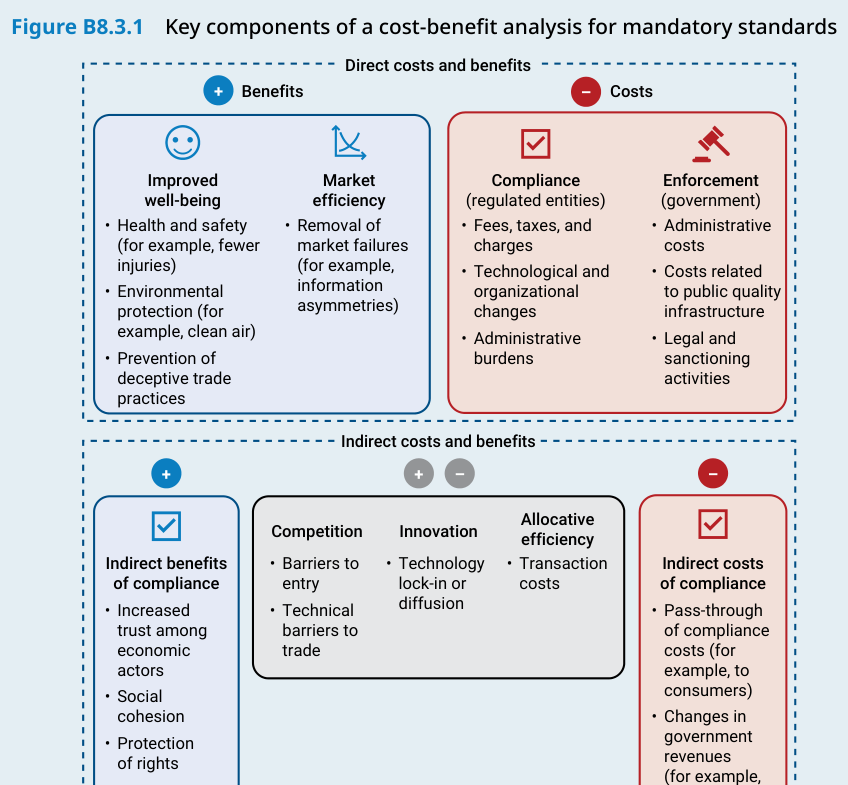 Figure B8.3.1 Key components of a cost-benefit analysis for mandatory standards
Direct costs and benefits
+ Benefits
Improved
well-being
• Health and safety
(for example, fewer
injuries)
• Environmental
protection (for
example, clean air)
• Prevention of
deceptive trade
practices
Market
efficiency
• Removal of
market failures
(for example,
information
asymmetries)
− Costs
Compliance
(regulated entities)
• Fees, taxes, and
charges
• Technological and
organizational
changes
• Administrative
burdens
Enforcement
(government)
• Administrative
costs
• Costs related
to public quality
infrastructure
• Legal and
sanctioning
activities
Indirect costs and benefits
+
Indirect benefits
of compliance
• Increased
trust among
economic
actors
• Social
cohesion
• Protection
of rights
+ −
Competition
• Barriers to
entry
• Technical
barriers to
trade
Innovation
• Technology
lock-in or
diffusion
Allocative
efficiency
• Transaction
costs
−
Indirect costs
of compliance
• Pass-through
of compliance
costs (for
example, to
consumers)
• Changes in
government
revenues
(for example,